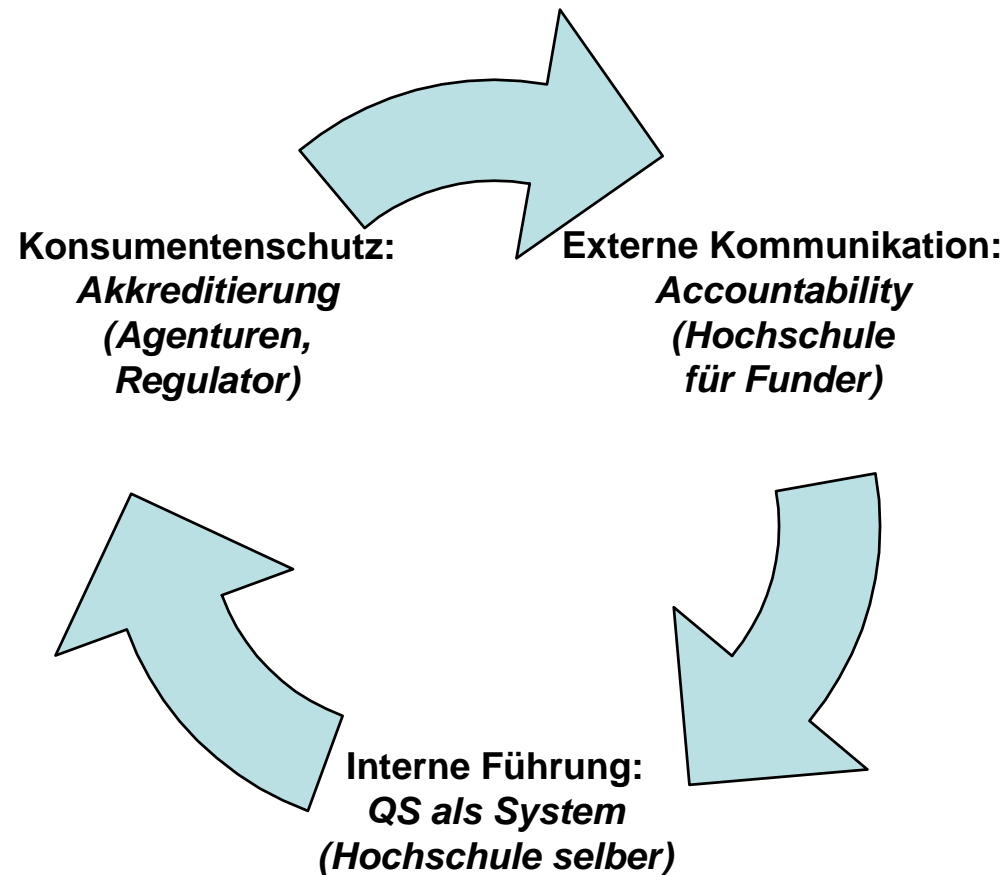 Konsumentenschutz:
Akkreditierung
(Agenturen,
Regulator)
Externe Kommunikation:
Accountability
(Hochschule
für Funder)
Interne Führung:
QS als System
(Hochschule selber)